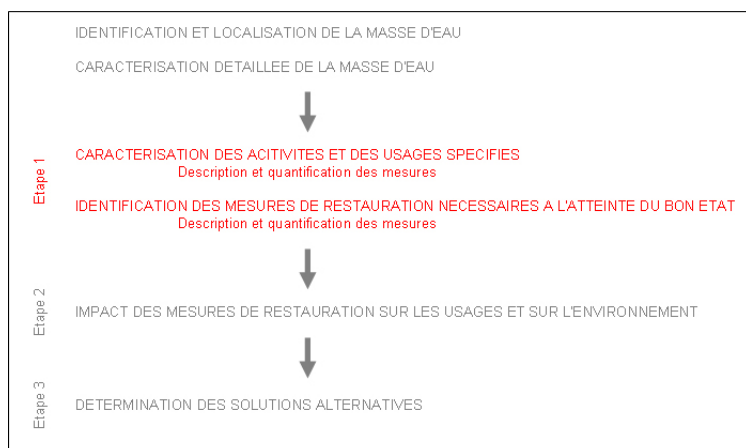 IDENTIFICATION ET LOCALISATION DE LA MASSE D'EAU
CARACTERISATION DETAILLEE DE LA MASSE D'EAU
Etape 1
CARACTERISATION DES ACITIVITES ET DES USAGES SPECIFIES
Description et quantification des mesures
IDENTIFICATION DES MESURES DE RESTAURATION NECESSAIRES A L'ATTEINTE DU BON ETAT
Description et quantification des mesures
Etape 2
IMPACT DES MESURES DE RESTAURATION SUR LES USAGES ET SUR L'ENVIRONNEMENT
Etape 3
DETERMINATION DES SOLUTIONS ALTERNATIVES